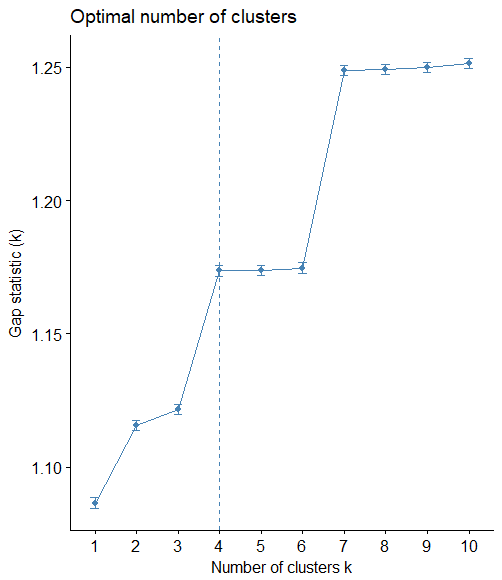 Optimal number of clusters
Gap statistic (k)
1.25
1.20
1.15
1.10
1 2 3 4 5 6 7 8 9 10
Number of clusters k